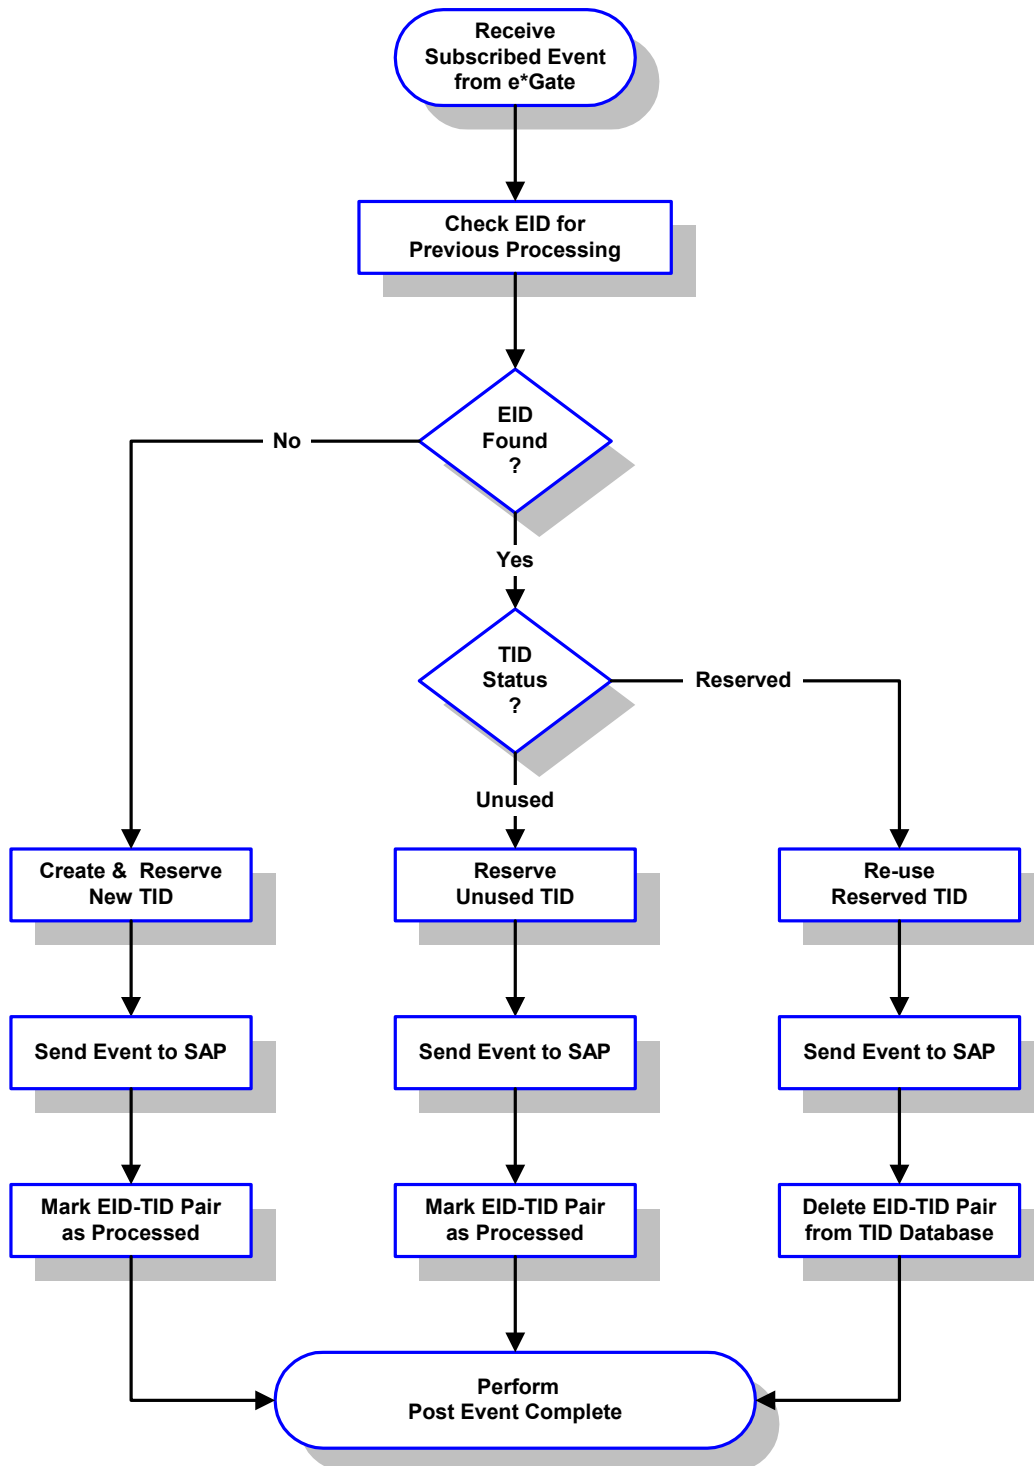 Receive
Subscribed Event
from e*Gate
Check EID for
Previous Processing
EID
Found
?
No
Yes
TID
Status
?
Reserved
Unused
Create & Reserve
New TID
Reserve
Unused TID
Re-use
Reserved TID
Send Event to SAP
Send Event to SAP
Send Event to SAP
Mark EID-TID Pair
as Processed
Mark EID-TID Pair
as Processed
Delete EID-TID Pair
from TID Database
Perform
Post Event Complete